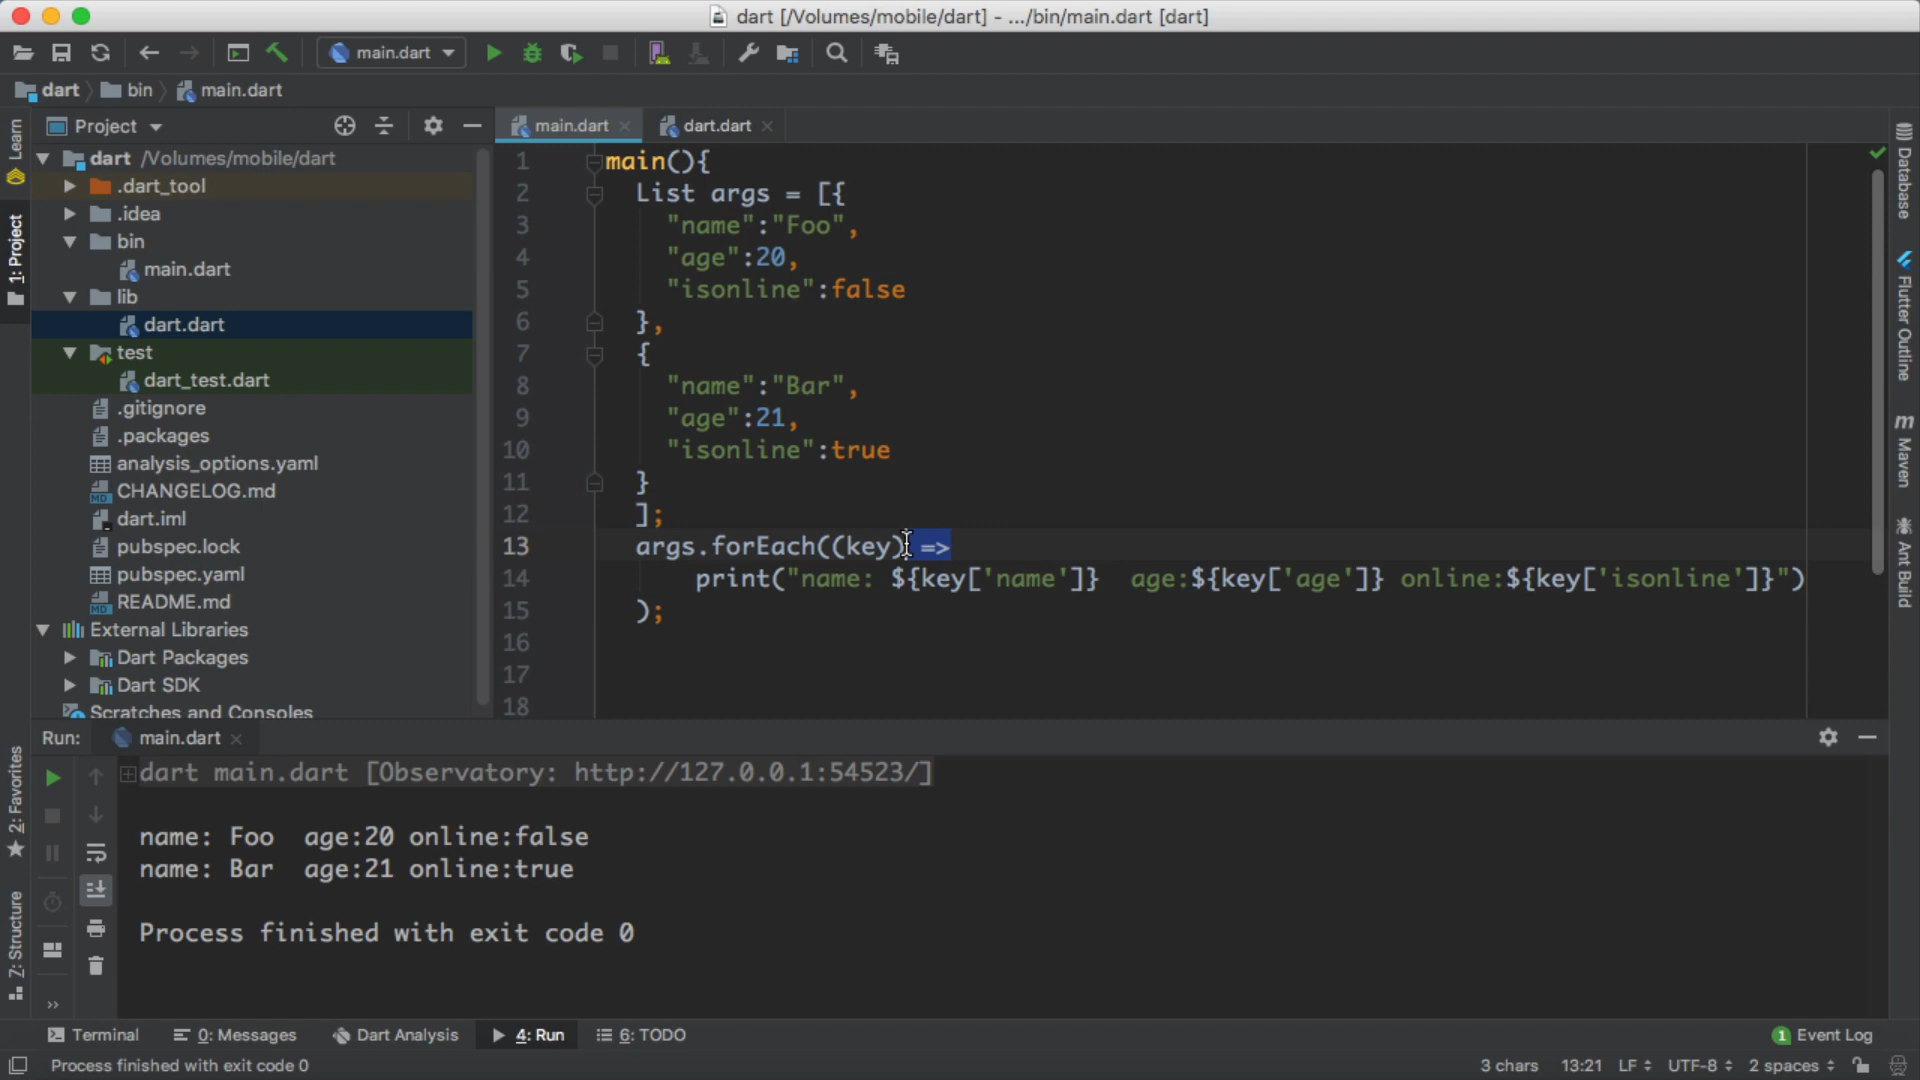 dart [/Volumes/mobile/dart] - .../bin/main.dart [dart]
main.dart
dart
bin
main.dart
Project
main.dart
dart.dart
Learn
1: Project
2: Favorites
7: Structure
dart /Volumes/mobile/dart
.dart_tool
.idea
bin
main.dart
lib
dart.dart
test
dart_test.dart
.gitignore
.packages
analysis_options.yaml
CHANGELOG.md
dart.iml
pubspec.lock
pubspec.yaml
README.md
External Libraries
Dart Packages
Dart SDK
Scratches and Consoles
1 main(){
2 List args = [{
3 "name":"Foo",
4 "age":20,
5 "isonline":false
6 },
7 {
8 "name":"Bar",
9 "age":21,
10 "isonline":true
11 }
12 ];
13 args.forEach((key) =>
14 print("name: ${key['name']}  age:${key['age']} online:${key['isonline']}")
15 );
16
17
18
Database
Flutter Outline
m Maven
Ant Build
Run: main.dart
dart main.dart [Observatory: http://127.0.0.1:54523/]
name: Foo  age:20 online:false
name: Bar  age:21 online:true
Process finished with exit code 0
Terminal
0: Messages
Dart Analysis
4: Run
6: TODO
1 Event Log
Process finished with exit code 0
3 chars
13:21
LF
UTF-8
2 spaces